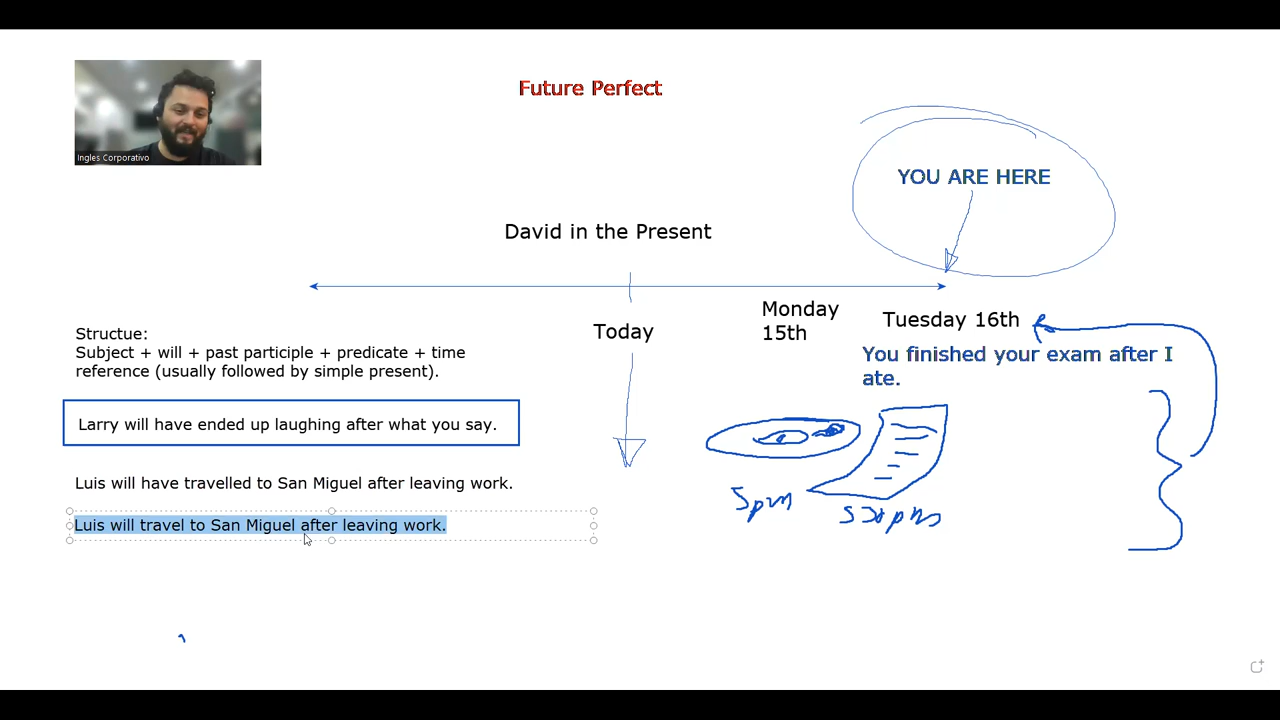 Future Perfect
Ingles Corporativo
YOU ARE HERE
David in the Present
Monday
15th
Tuesday 16th
Today
Structue:
Subject + will + past participle + predicate + time
reference (usually followed by simple present).
You finished your exam after I
ate.
Larry will have ended up laughing after what you say.
Luis will have travelled to San Miguel after leaving work.
5pm
Luis will travel to San Miguel after leaving work.